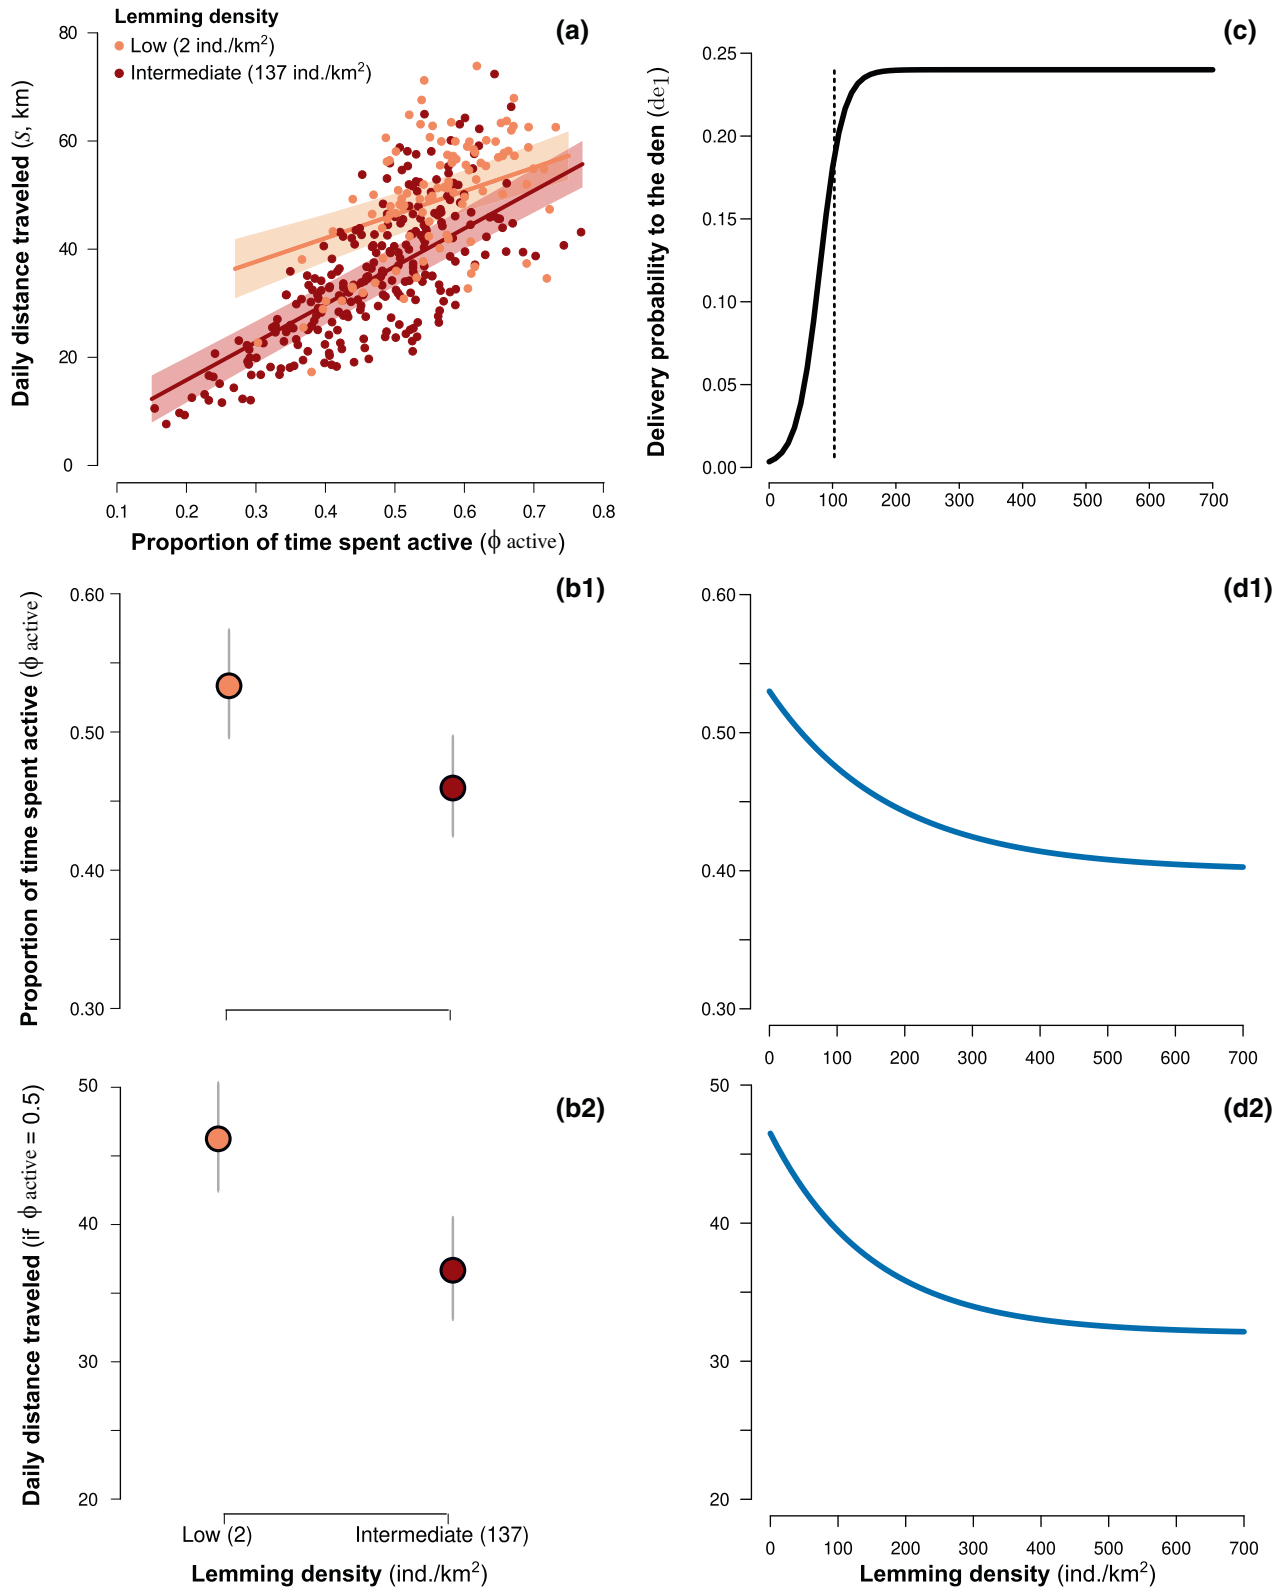 Lemming density
Low (2 ind./km²)
Intermediate (137 ind./km²)
(a)
Daily distance traveled (S, km)
80
60
40
20
0
0.1 0.2 0.3 0.4 0.5 0.6 0.7 0.8
Proportion of time spent active (ϕ active)
(c)
Delivery probability to the den (de1)
0.25
0.20
0.15
0.10
0.05
0.00
0 100 200 300 400 500 600 700
(b1)
Proportion of time spent active (ϕ active)
0.60
0.50
0.40
0.30
(d1)
0.60
0.50
0.40
0.30
0 100 200 300 400 500 600 700
(b2)
Daily distance traveled (if ϕ active = 0.5)
50
40
30
20
Low (2) Intermediate (137)
Lemming density (ind./km²)
(d2)
50
40
30
20
0 100 200 300 400 500 600 700
Lemming density (ind./km²)